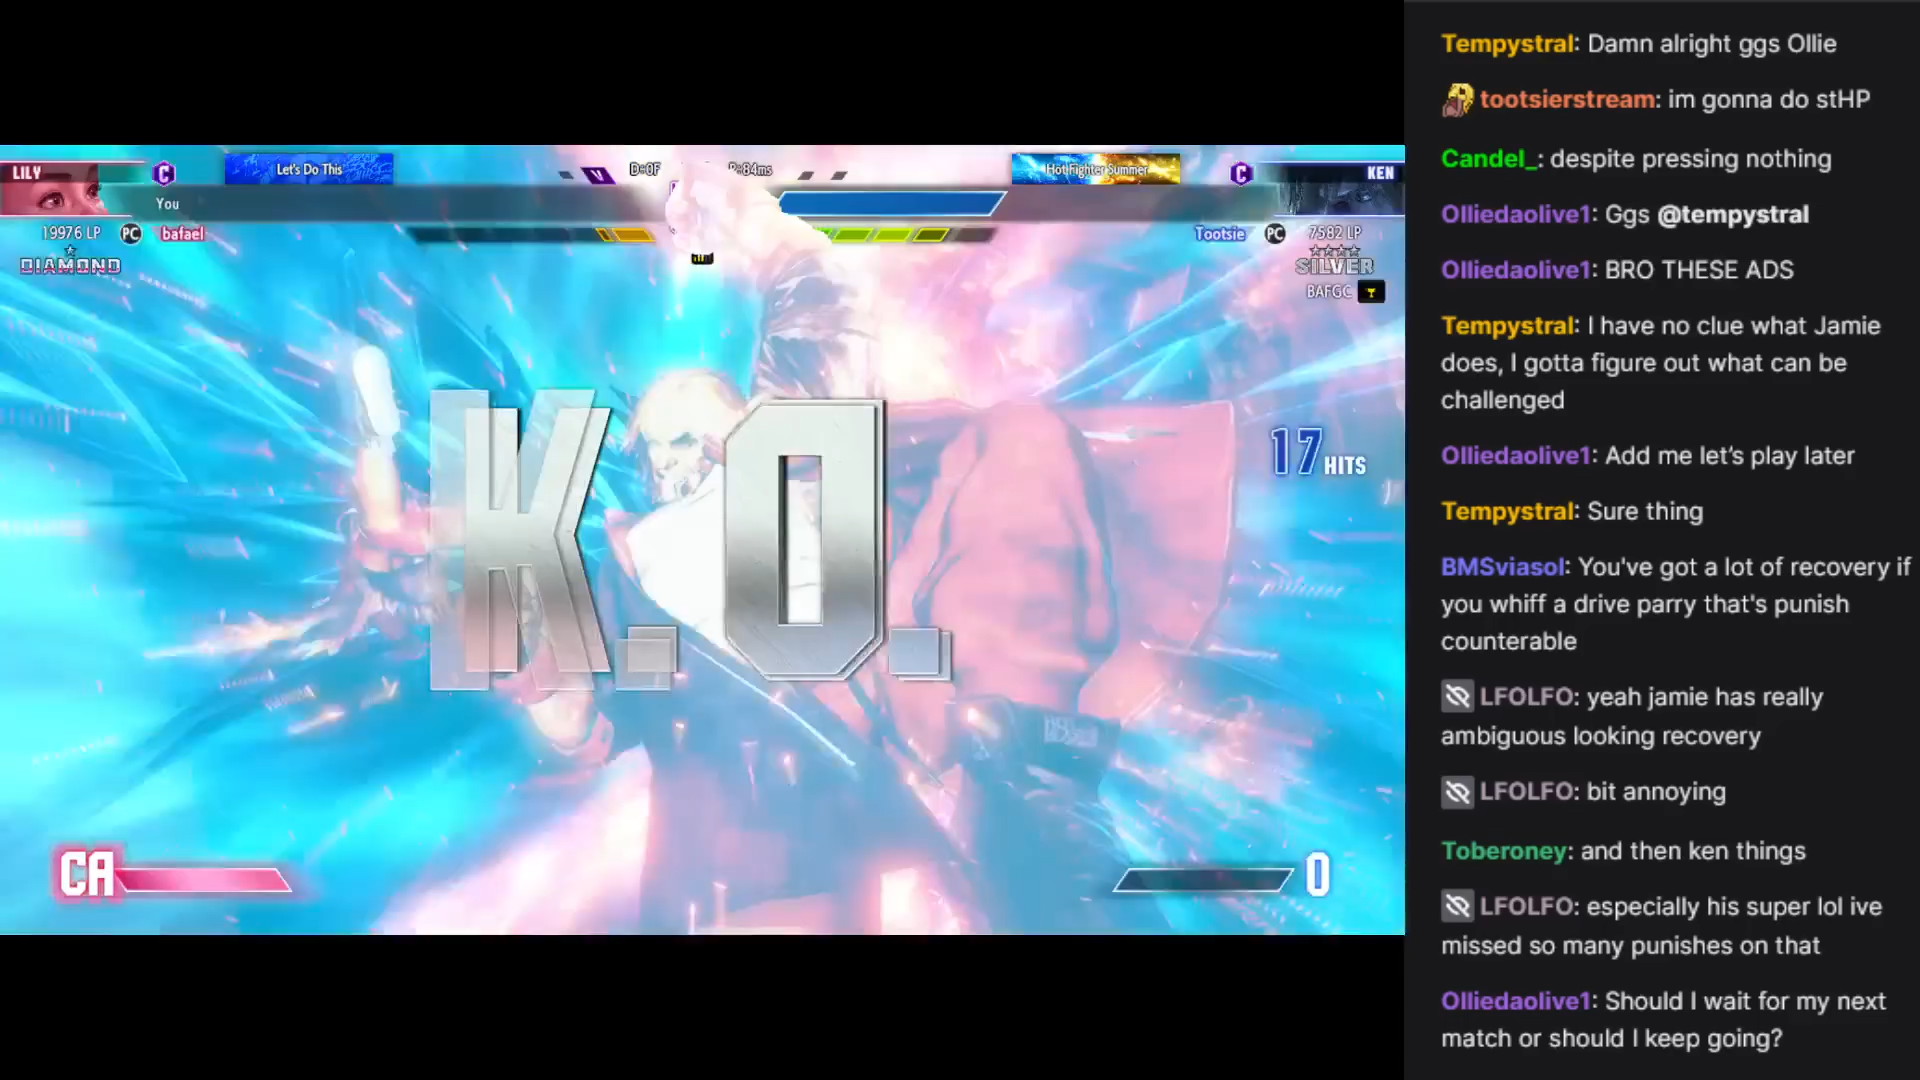 LILY
C
Let's Do This
V
D:0F
R:84ms
Hot Fighter Summer
C
KEN
You
19976 LP
PC
bafael
Tootsie
PC
7582 LP
DIAMOND
SILVER
BAFGC
17 HITS
K.O.
CA
0
Tempystral: Damn alright ggs Ollie
tootsierstream: im gonna do stHP
Candel_: despite pressing nothing
Olliedaolive1: Ggs @tempystral
Olliedaolive1: BRO THESE ADS
Tempystral: I have no clue what Jamie
does, I gotta figure out what can be
challenged
Olliedaolive1: Add me let's play later
Tempystral: Sure thing
BMSviasol: You've got a lot of recovery if
you whiff a drive parry that's punish
counterable
LFOLFO: yeah jamie has really
ambiguous looking recovery
LFOLFO: bit annoying
Toberoney: and then ken things
LFOLFO: especially his super lol ive
missed so many punishes on that
Olliedaolive1: Should I wait for my next
match or should I keep going?